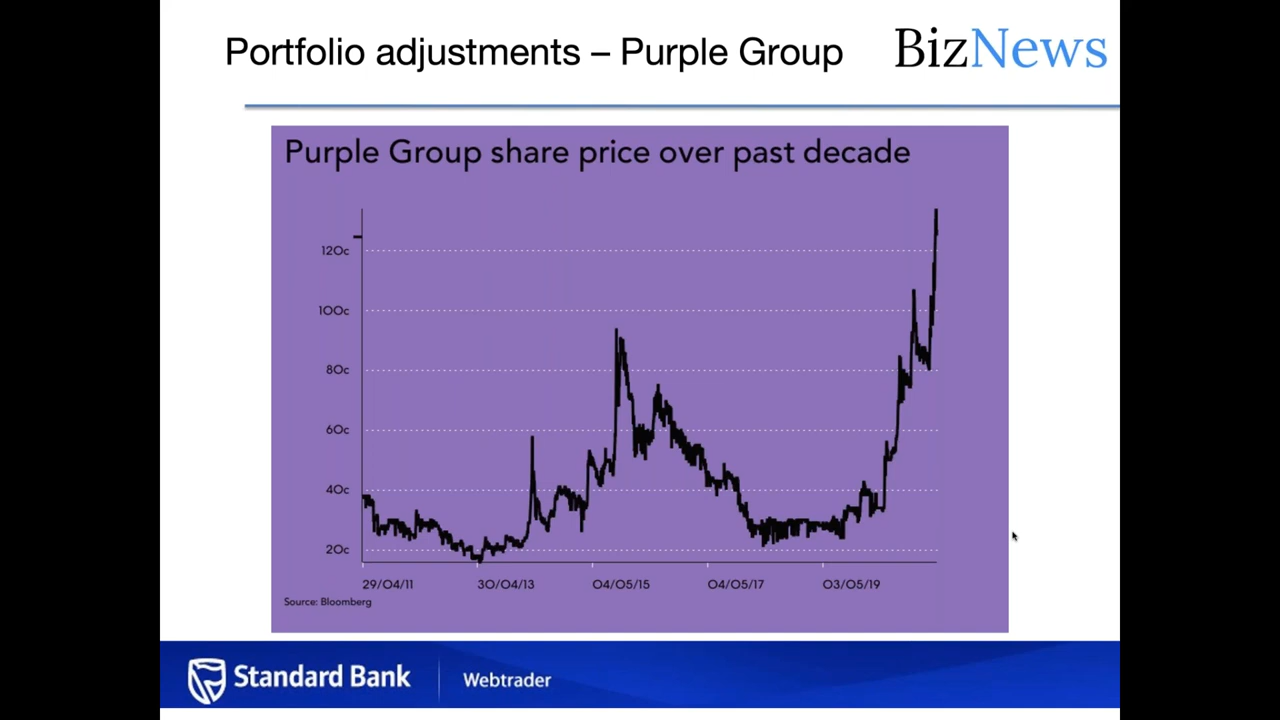 Portfolio adjustments – Purple Group
BizNews
Purple Group share price over past decade
120c
100c
80c
60c
40c
20c
29/04/11 30/04/13 04/05/15 04/05/17 03/05/19
Source: Bloomberg
Standard Bank
Webtrader